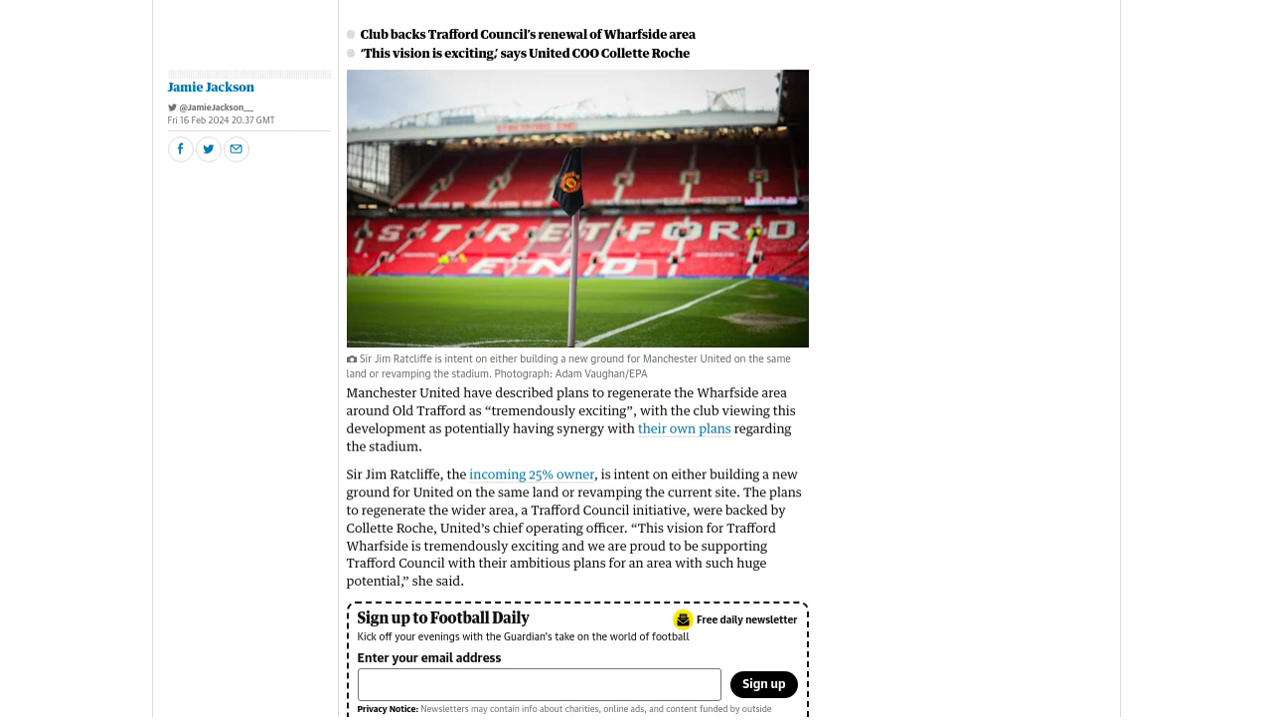 Club backs Trafford Council's renewal of Wharfside area
‘This vision is exciting,’ says United COO Collette Roche
Jamie Jackson
@JamieJackson__
Fri 16 Feb 2024 20.37 GMT
STRETFORD END
STRETFORD
END
Sir Jim Ratcliffe is intent on either building a new ground for Manchester United on the same
land or revamping the stadium. Photograph: Adam Vaughan/EPA
Manchester United have described plans to regenerate the Wharfside area
around Old Trafford as “tremendously exciting”, with the club viewing this
development as potentially having synergy with their own plans regarding
the stadium.
Sir Jim Ratcliffe, the incoming 25% owner, is intent on either building a new
ground for United on the same land or revamping the current site. The plans
to regenerate the wider area, a Trafford Council initiative, were backed by
Collette Roche, United’s chief operating officer. “This vision for Trafford
Wharfside is tremendously exciting and we are proud to be supporting
Trafford Council with their ambitious plans for an area with such huge
potential,” she said.
Sign up to Football Daily
Free daily newsletter
Kick off your evenings with the Guardian's take on the world of football
Enter your email address
Sign up
Privacy Notice: Newsletters may contain info about charities, online ads, and content funded by outside